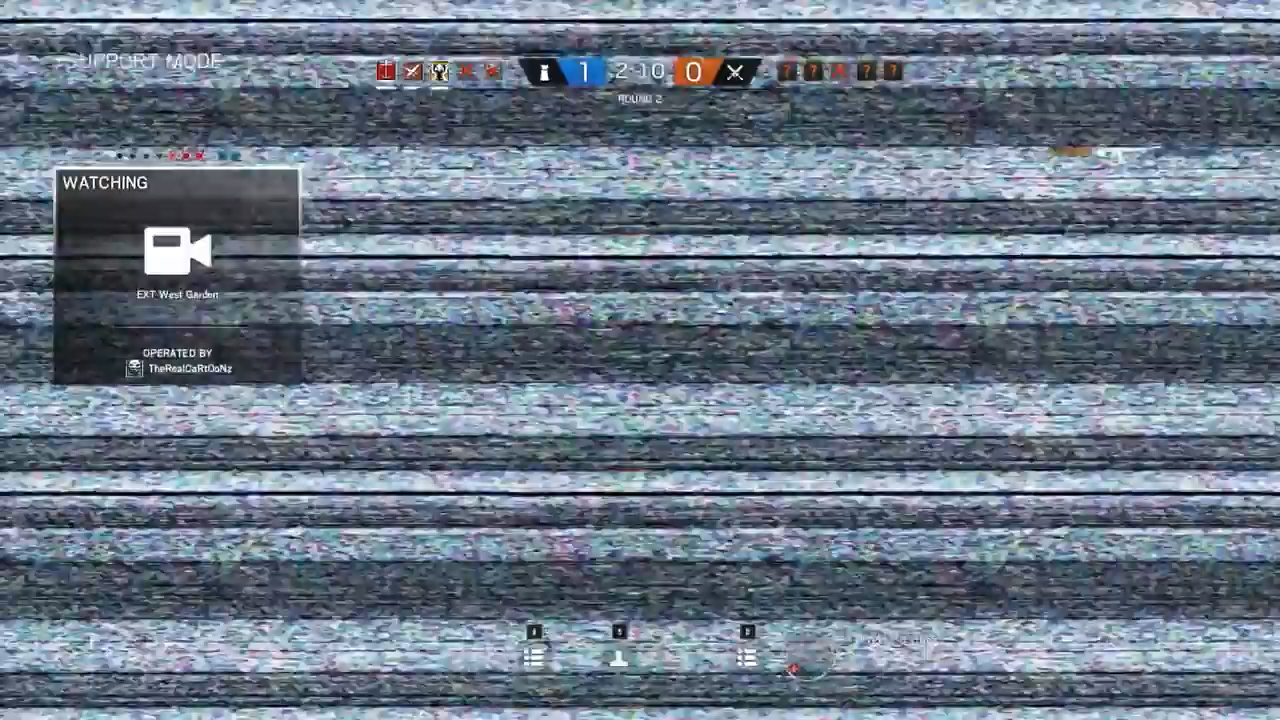 SUPPORT MODE
1 2:10 0
ROUND 2
? ? ? ?
WATCHING
EXT West Garden
OPERATED BY
TheRealCaRtOoNz